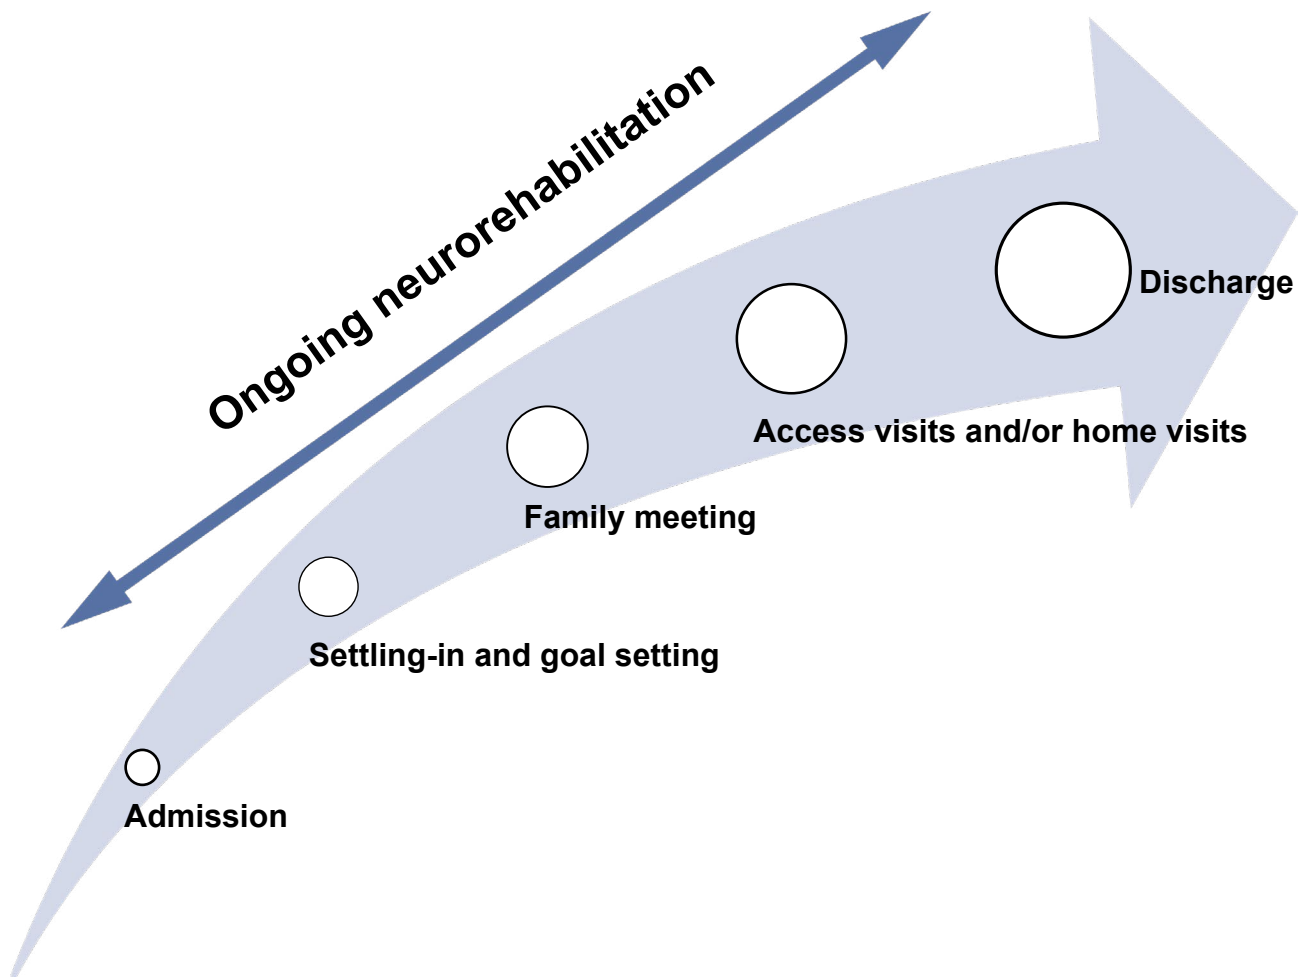 Ongoing neurorehabilitation
Discharge
Access visits and/or home visits
Family meeting
Settling-in and goal setting
Admission